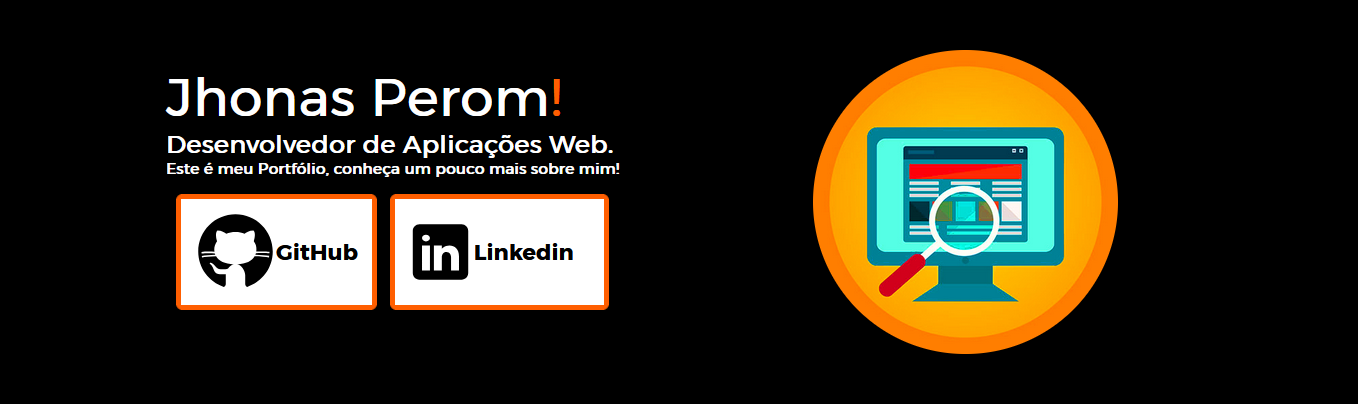 Jhonas Perom!
Desenvolvedor de Aplicações Web.
Este é meu Portfólio, conheça um pouco mais sobre mim!
GitHub
in Linkedin